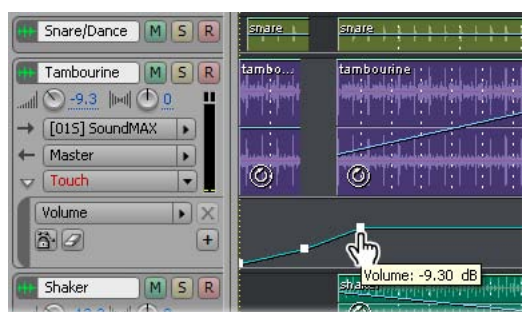 Snare/Dance M S R
snare
snare
Tambourine M S R
tambo...
tambourine
-9.3 0
[01S] SoundMAX
Master
Touch
Volume
Volume: -9.30 dB
Shaker M S R